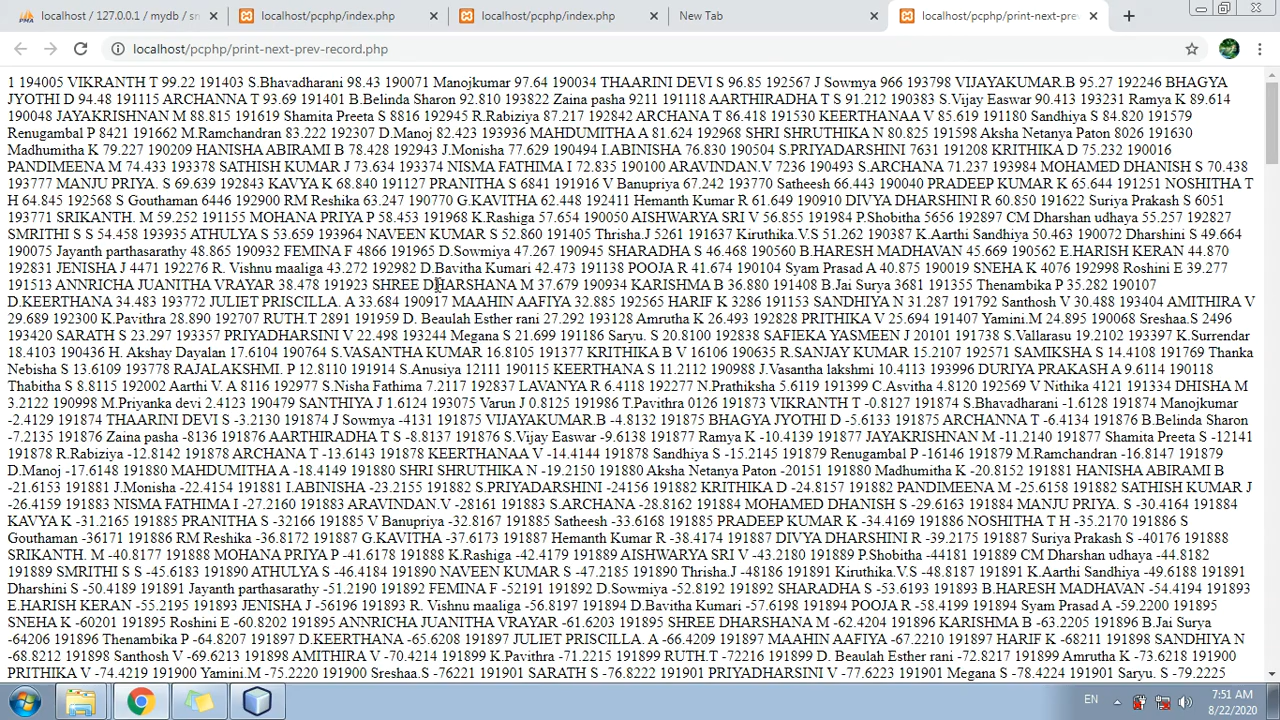 localhost / 127.0.0.1 / mydb / sn
localhost/pcphp/index.php
localhost/pcphp/index.php
New Tab
localhost/pcphp/print-next-prev-
localhost/pcphp/print-next-prev-record.php
1 194005 VIKRANTH T 99.22 191403 S.Bhavadharani 98.43 190071 Manojkumar 97.64 190034 THAARINI DEVI S 96.85 192567 J Sowmya 966 193798 VIJAYAKUMAR.B 95.27 192246 BHAGYA
JYOTHI D 94.48 191115 ARCHANNA T 93.69 191401 B.Belinda Sharon 92.810 193822 Zaina pasha 9211 191118 AARTHIRADHA T S 91.212 190383 S.Vijay Easwar 90.413 193231 Ramya K 89.614
190048 JAYAKRISHNAN M 88.815 191619 Shamita Preeta S 8816 192945 R.Rabiziya 87.217 192842 ARCHANA T 86.418 191530 KEERTHANAA V 85.619 191180 Sandhiya S 84.820 191579
Renugambal P 8421 191662 M.Ramchandran 83.222 192307 D.Manoj 82.423 193936 MAHDUMITHA A 81.624 192968 SHRI SHRUTHIKA N 80.825 191598 Aksha Netanya Paton 8026 191630
Madhumitha K 79.227 190209 HANISHA ABIRAMI B 78.428 192943 J.Monisha 77.629 190494 I.ABINISHA 76.830 190504 S.PRIYADARSHINI 7631 191208 KRITHIKA D 75.232 190016
PANDIMEENA M 74.433 193378 SATHISH KUMAR J 73.634 193374 NISMA FATHIMA I 72.835 190100 ARAVINDAN.V 7236 190493 S.ARCHANA 71.237 193984 MOHAMED DHANISH S 70.438
193777 MANJU PRIYA. S 69.639 192843 KAVYA K 68.840 191127 PRANITHA S 6841 191916 V Banupriya 67.242 193770 Satheesh 66.443 190040 PRADEEP KUMAR K 65.644 191251 NOSHITHA T
H 64.845 192568 S Gouthaman 6446 192900 RM Reshika 63.247 190770 G.KAVITHA 62.448 192411 Hemanth Kumar R 61.649 190910 DIVYA DHARSHINI R 60.850 191622 Suriya Prakash S 6051
193771 SRIKANTH. M 59.252 191155 MOHANA PRIYA P 58.453 191968 K.Rashiga 57.654 190050 AISHWARYA SRI V 56.855 191984 P.Shobitha 5656 192897 CM Dharshan udhaya 55.257 192827
SMRITHI S S 54.458 193935 ATHULYA S 53.659 193964 NAVEEN KUMAR S 52.860 191405 Thrisha.J 5261 191637 Kiruthika.V.S 51.262 190387 K.Aarthi Sandhiya 50.463 190072 Dharshini S 49.664
190075 Jayanth parthasarathy 48.865 190932 FEMINA F 4866 191965 D.Sowmiya 47.267 190945 SHARADHA S 46.468 190560 B.HARESH MADHAVAN 45.669 190562 E.HARISH KERAN 44.870
192831 JENISHA J 4471 192276 R. Vishnu maaliga 43.272 192982 D.Bavitha Kumari 42.473 191138 POOJA R 41.674 190104 Syam Prasad A 40.875 190019 SNEHA K 4076 192998 Roshini E 39.277
191513 ANNRICHA JUANITHA VRAYAR 38.478 191923 SHREE DHARSHANA M 37.679 190934 KARISHMA B 36.880 191408 B.Jai Surya 3681 191355 Thenambika P 35.282 190107
D.KEERTHANA 34.483 193772 JULIET PRISCILLA. A 33.684 190917 MAAHIN AAFIYA 32.885 192565 HARIF K 3286 191153 SANDHIYA N 31.287 191792 Santhosh V 30.488 193404 AMITHIRA V
29.689 192300 K.Pavithra 28.890 192707 RUTH.T 2891 191959 D. Beaulah Esther rani 27.292 193128 Amrutha K 26.493 192828 PRITHIKA V 25.694 191407 Yamini.M 24.895 190068 Sreshaa.S 2496
193420 SARATH S 23.297 193357 PRIYADHARSINI V 22.498 193244 Megana S 21.699 191186 Saryu. S 20.8100 192838 SAFIEKA YASMEEN J 20101 191738 S.Vallarasu 19.2102 193397 K.Surrendar
18.4103 190436 H. Akshay Dayalan 17.6104 190764 S.VASANTHA KUMAR 16.8105 191377 KRITHIKA B V 16106 190635 R.SANJAY KUMAR 15.2107 192571 SAMIKSHA S 14.4108 191769 Thanka
Nebisha S 13.6109 193778 RAJALAKSHMI. P 12.8110 191914 S.Anusiya 12111 190115 KEERTHANA S 11.2112 190988 J.Vasantha lakshmi 10.4113 193996 DURIYA PRAKASH A 9.6114 190118
Thabitha S 8.8115 192002 Aarthi V. A 8116 192977 S.Nisha Fathima 7.2117 192837 LAVANYA R 6.4118 192277 N.Prathiksha 5.6119 191399 C.Asvitha 4.8120 192569 V Nithika 4121 191334 DHISHA M
3.2122 190998 M.Priyanka devi 2.4123 190479 SANTHIYA J 1.6124 193075 Varun J 0.8125 191986 T.Pavithra 0126 191873 VIKRANTH T -0.8127 191874 S.Bhavadharani -1.6128 191874 Manojkumar
-2.4129 191874 THAARINI DEVI S -3.2130 191874 J Sowmya -4131 191875 VIJAYAKUMAR.B -4.8132 191875 BHAGYA JYOTHI D -5.6133 191875 ARCHANNA T -6.4134 191875 B.Belinda Sharon
-7.2135 191876 Zaina pasha -8136 191876 AARTHIRADHA T S -8.8137 191876 S.Vijay Easwar -9.6138 191877 Ramya K -10.4139 191877 JAYAKRISHNAN M -11.2140 191877 Shamita Preeta S -12141
191878 R.Rabiziya -12.8142 191878 ARCHANA T -13.6143 191878 KEERTHANAA V -14.4144 191878 Sandhiya S -15.2145 191879 Renugambal P -16146 191879 M.Ramchandran -16.8147 191879
D.Manoj -17.6148 191880 MAHDUMITHA A -18.4149 191880 SHRI SHRUTHIKA N -19.2150 191880 Aksha Netanya Paton -20151 191880 Madhumitha K -20.8152 191881 HANISHA ABIRAMI B
-21.6153 191881 J.Monisha -22.4154 191881 I.ABINISHA -23.2155 191882 S.PRIYADARSHINI -24156 191882 KRITHIKA D -24.8157 191882 PANDIMEENA M -25.6158 191882 SATHISH KUMAR J
-26.4159 191883 NISMA FATHIMA I -27.2160 191883 ARAVINDAN.V -28161 191883 S.ARCHANA -28.8162 191884 MOHAMED DHANISH S -29.6163 191884 MANJU PRIYA. S -30.4164 191884
KAVYA K -31.2165 191885 PRANITHA S -32166 191885 V Banupriya -32.8167 191885 Satheesh -33.6168 191885 PRADEEP KUMAR K -34.4169 191886 NOSHITHA T H -35.2170 191886 S
Gouthaman -36171 191886 RM Reshika -36.8172 191887 G.KAVITHA -37.6173 191887 Hemanth Kumar R -38.4174 191887 DIVYA DHARSHINI R -39.2175 191887 Suriya Prakash S -40176 191888
SRIKANTH. M -40.8177 191888 MOHANA PRIYA P -41.6178 191888 K.Rashiga -42.4179 191889 AISHWARYA SRI V -43.2180 191889 P.Shobitha -44181 191889 CM Dharshan udhaya -44.8182
191889 SMRITHI S S -45.6183 191890 ATHULYA S -46.4184 191890 NAVEEN KUMAR S -47.2185 191890 Thrisha.J -48186 191891 Kiruthika.V.S -48.8187 191891 K.Aarthi Sandhiya -49.6188 191891
Dharshini S -50.4189 191891 Jayanth parthasarathy -51.2190 191892 FEMINA F -52191 191892 D.Sowmiya -52.8192 191892 SHARADHA S -53.6193 191893 B.HARESH MADHAVAN -54.4194 191893
E.HARISH KERAN -55.2195 191893 JENISHA J -56196 191893 R. Vishnu maaliga -56.8197 191894 D.Bavitha Kumari -57.6198 191894 POOJA R -58.4199 191894 Syam Prasad A -59.2200 191895
SNEHA K -60201 191895 Roshini E -60.8202 191895 ANNRICHA JUANITHA VRAYAR -61.6203 191895 SHREE DHARSHANA M -62.4204 191896 KARISHMA B -63.2205 191896 B.Jai Surya
-64206 191896 Thenambika P -64.8207 191897 D.KEERTHANA -65.6208 191897 JULIET PRISCILLA. A -66.4209 191897 MAAHIN AAFIYA -67.2210 191897 HARIF K -68211 191898 SANDHIYA N
-68.8212 191898 Santhosh V -69.6213 191898 AMITHIRA V -70.4214 191899 K.Pavithra -71.2215 191899 RUTH.T -72216 191899 D. Beaulah Esther rani -72.8217 191899 Amrutha K -73.6218 191900
PRITHIKA V -74.4219 191900 Yamini.M -75.2220 191900 Sreshaa.S -76221 191901 SARATH S -76.8222 191901 PRIYADHARSINI V -77.6223 191901 Megana S -78.4224 191901 Saryu. S -79.2225
EN
7:51 AM
8/22/2020